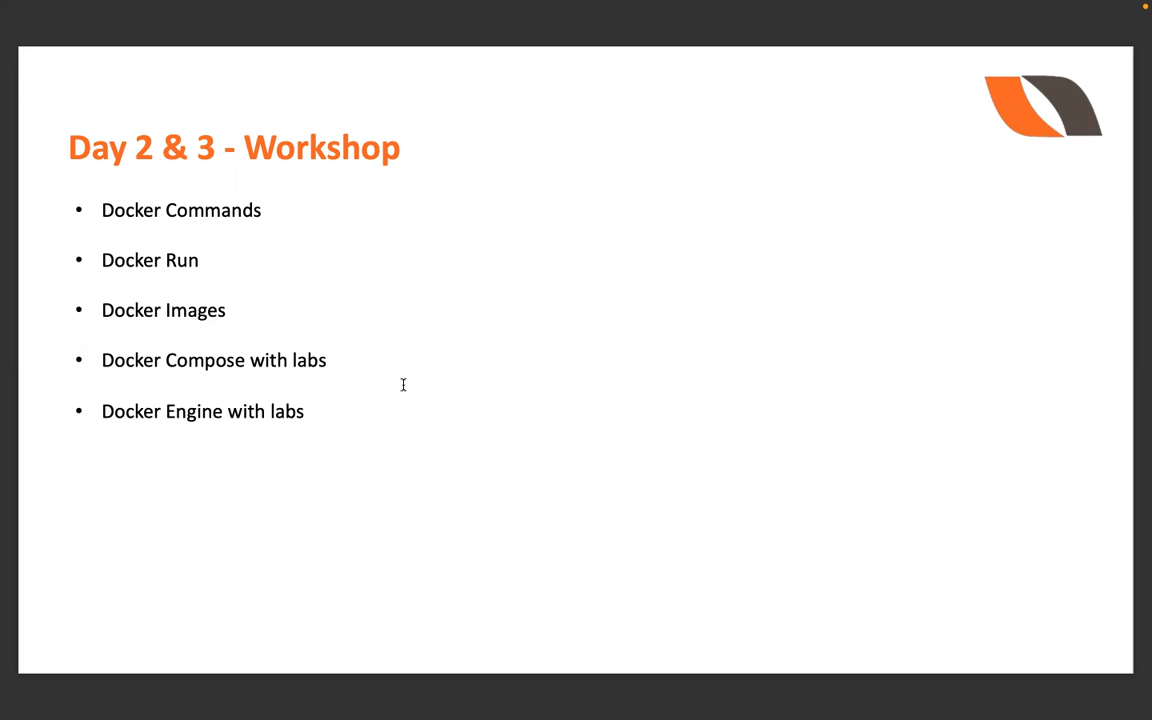 Day 2 & 3 - Workshop
• Docker Commands
• Docker Run
• Docker Images
• Docker Compose with labs
• Docker Engine with labs